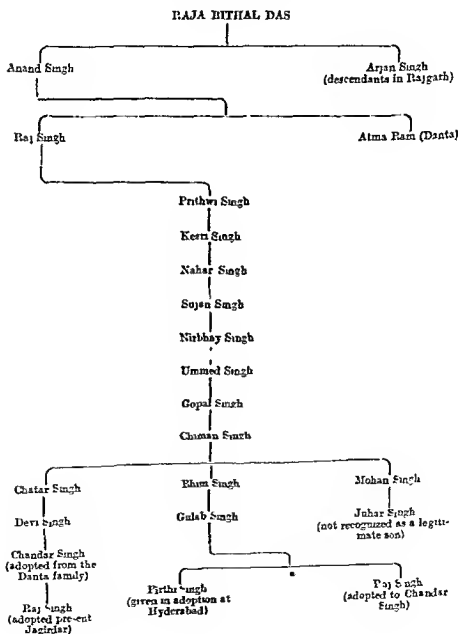 RAJA BITHAL DAS
Anand Singh
Arjan Singh
(descendants in Rajgarh)
Raj Singh
Atma Ram (Danta)
Prithwi Singh
Kesri Singh
Nahar Singh
Sujan Singh
Nirbhay Singh
Ummed Singh
Gopal Singh
Chiman Singh
Chatar Singh
Bhim Singh
Mohan Singh
Devi Singh
Gulab Singh
Juhar Singh
(not recognized as a legiti-
mate son)
Chandar Singh
(adopted from the
Danta family)
Pirthi Singh
(given in adoption at
Hyderabad)
Raj Singh
(adopted to Chandar
Singh)
Raj Singh
(adopted present
Jagirdar)